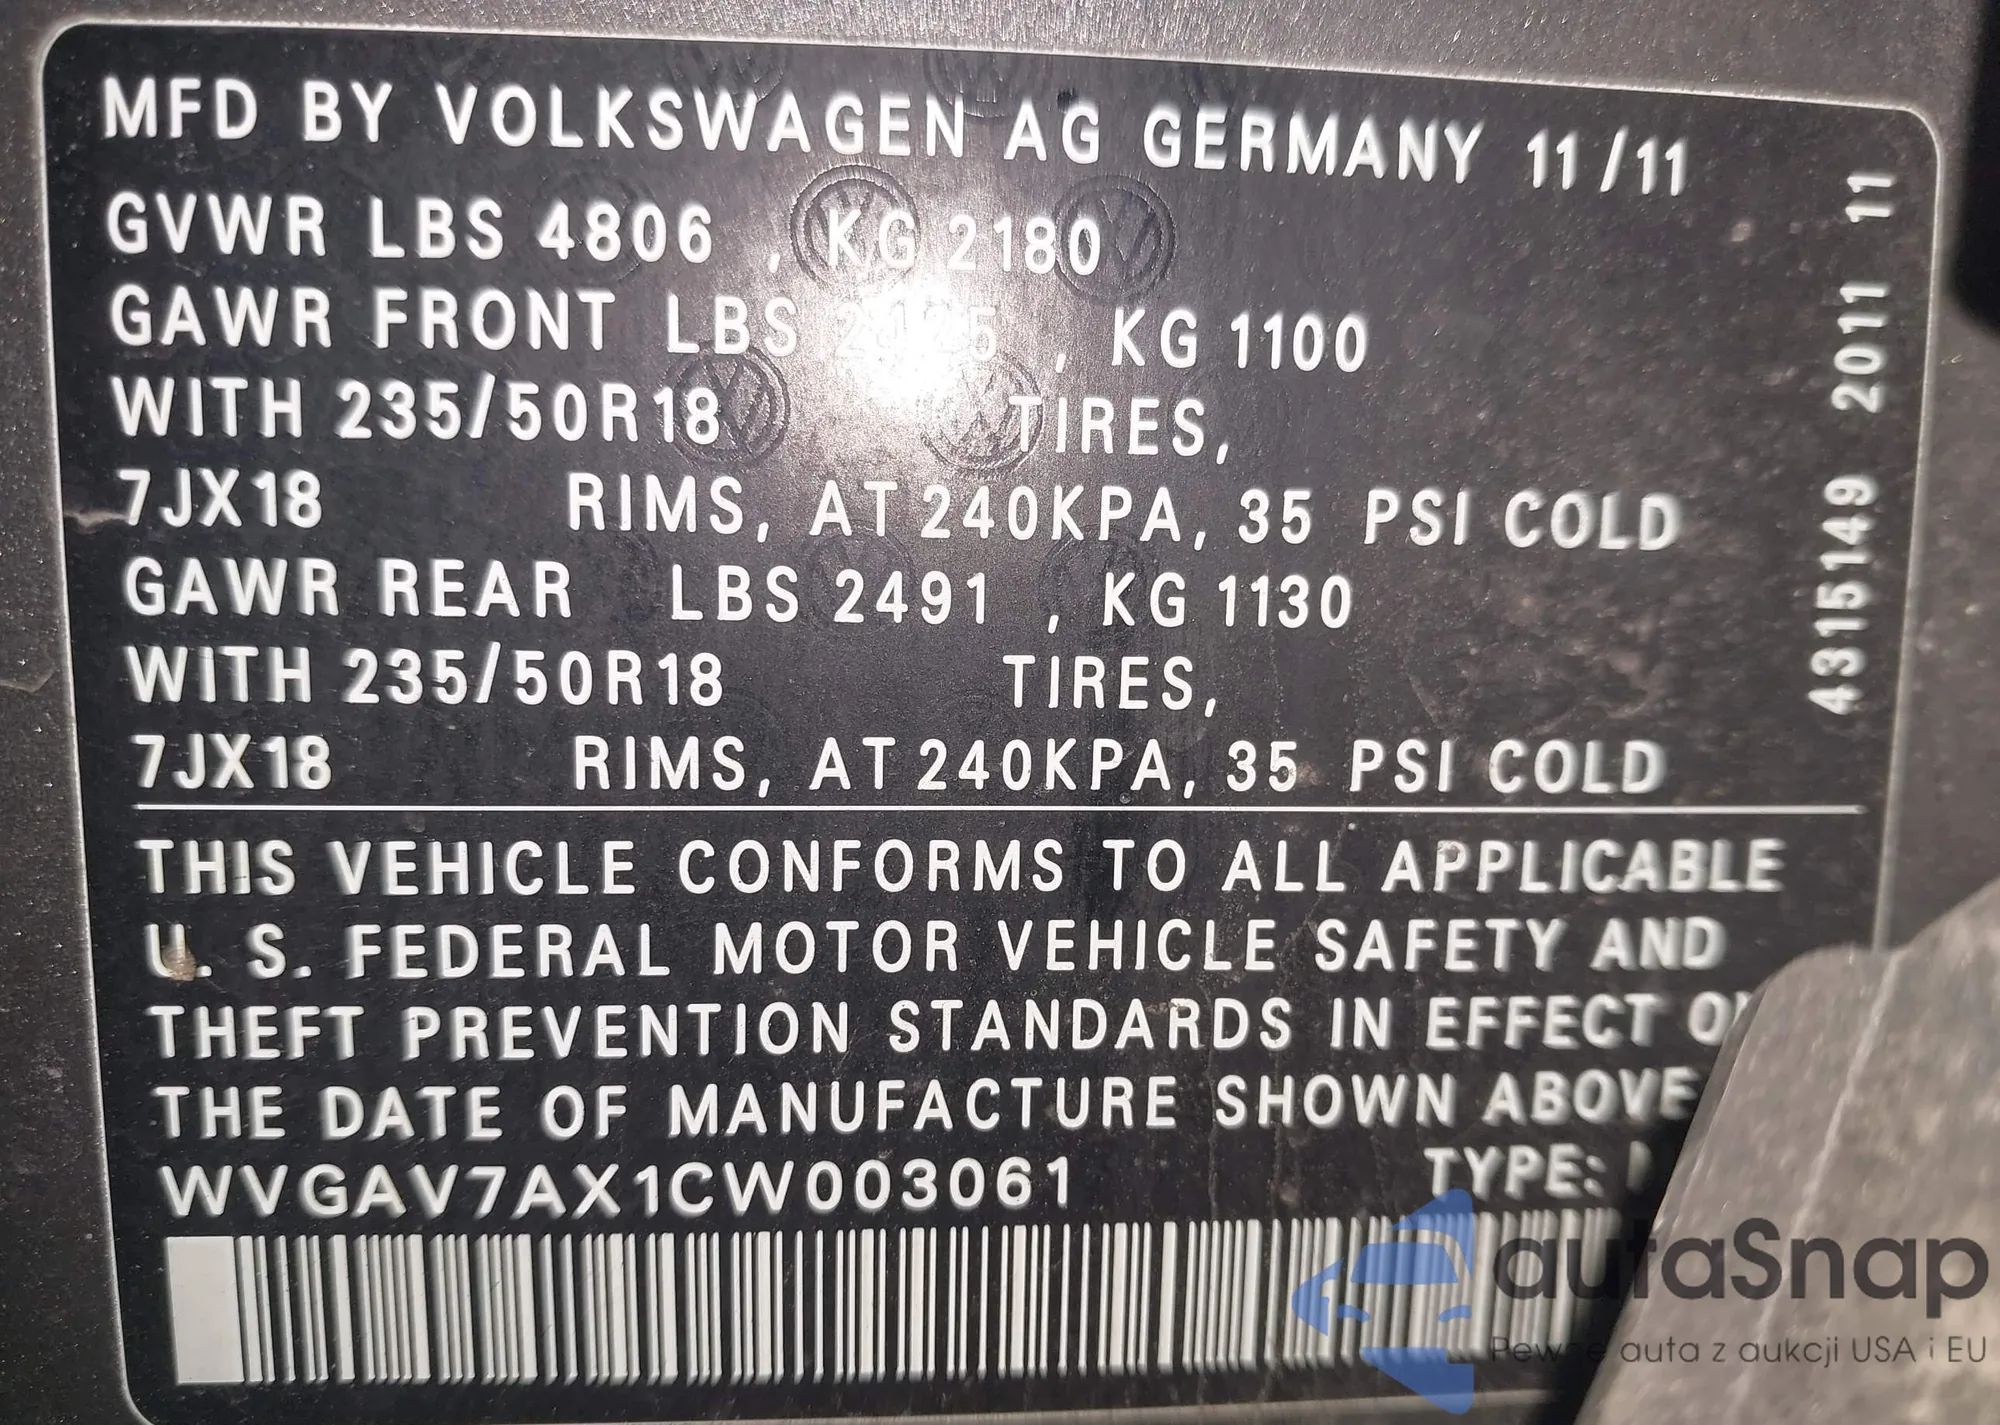 MFD BY VOLKSWAGEN AG GERMANY 11/11
GVWR LBS 4806 , KG 2180
GAWR FRONT LBS 2425 , KG 1100
WITH 235/50R18 TIRES,
7JX18 RIMS, AT 240KPA, 35 PSI COLD
GAWR REAR LBS 2491 , KG 1130
WITH 235/50R18 TIRES,
7JX18 RIMS, AT 240KPA, 35 PSI COLD
4315149 2011 11
THIS VEHICLE CONFORMS TO ALL APPLICABLE
U. S. FEDERAL MOTOR VEHICLE SAFETY AND
THEFT PREVENTION STANDARDS IN EFFECT
THE DATE OF MANUFACTURE SHOWN ABOVE
WVGAV7AX1CW003061 TYPE:
autaSnap
Pewne auta z aukcji USA i EU